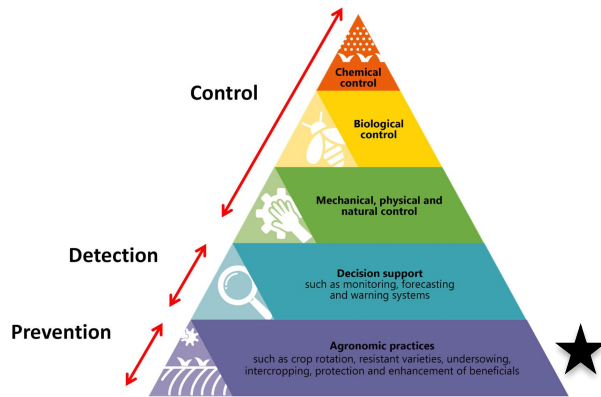 Control
Chemical
control
Biological
control
Mechanical, physical and
natural control
Detection
Decision support
such as monitoring, forecasting
and warning systems
Prevention
Agronomic practices
such as crop rotation, resistant varieties, undersowing,
intercropping, protection and enhancement of beneficials